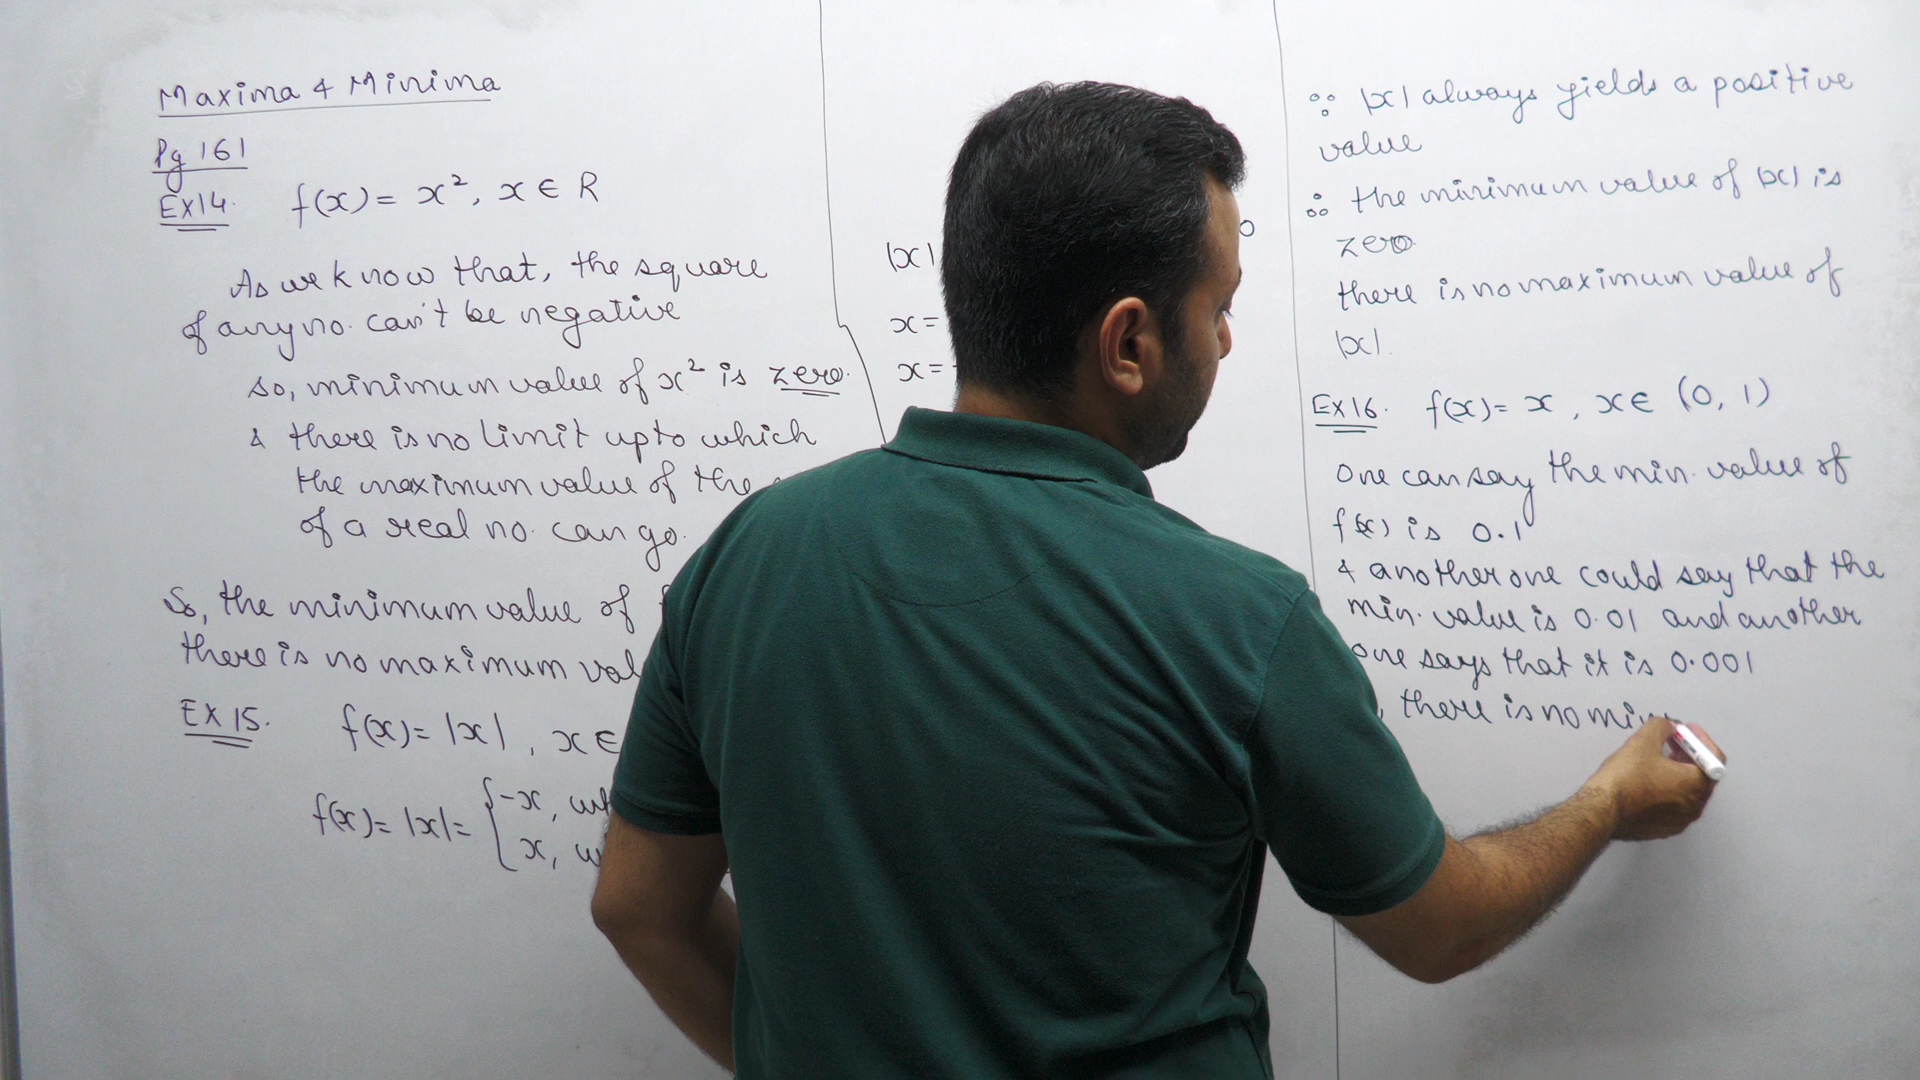 Maxima & Minima
Pg 161
EX14. f(x) = x², x ∈ R
As we know that, the square
of any no. can't be negative
so, minimum value of x² is zero.
& there is no limit upto which
the maximum value of the
of a real no. can go.
So, the minimum value of
there is no maximum val
EX 15. f(x) = |x|, x ∈
f(x) = |x| = { -x,
x,
|x|
x =
x =
0
∵ |x| always yields a positive
value
∴ the minimum value of |x| is
zero.
there is no maximum value of
|x|.
EX 16. f(x) = x, x ∈ (0, 1)
One can say the min. value of
f(x) is 0.1
& another one could say that the
min. value is 0.01 and another
one says that it is 0.001
, there is no min